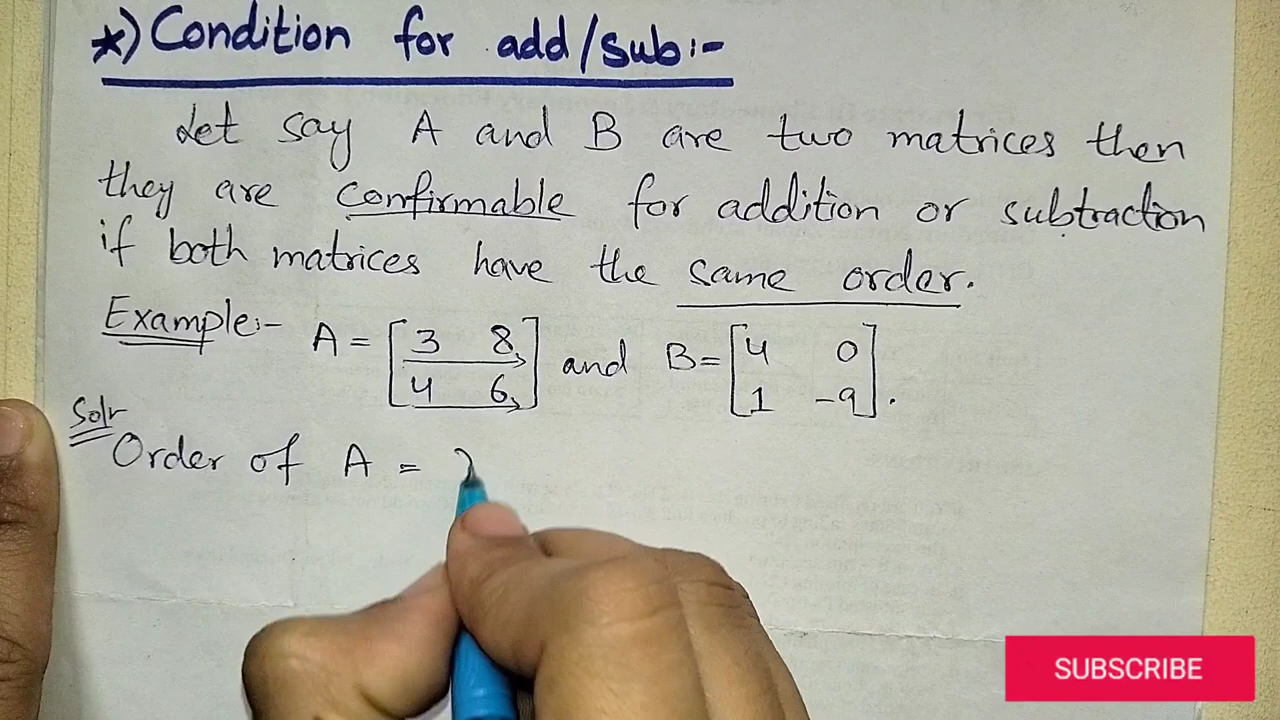 *) Condition for add/sub:-
Let say A and B are two matrices then
they are confirmable for addition or subtraction
if both matrices have the same order.
Example:- A = [3 8 and B = [4 0
4 6] 1 -9].
Soln
Order of A = 2
SUBSCRIBE